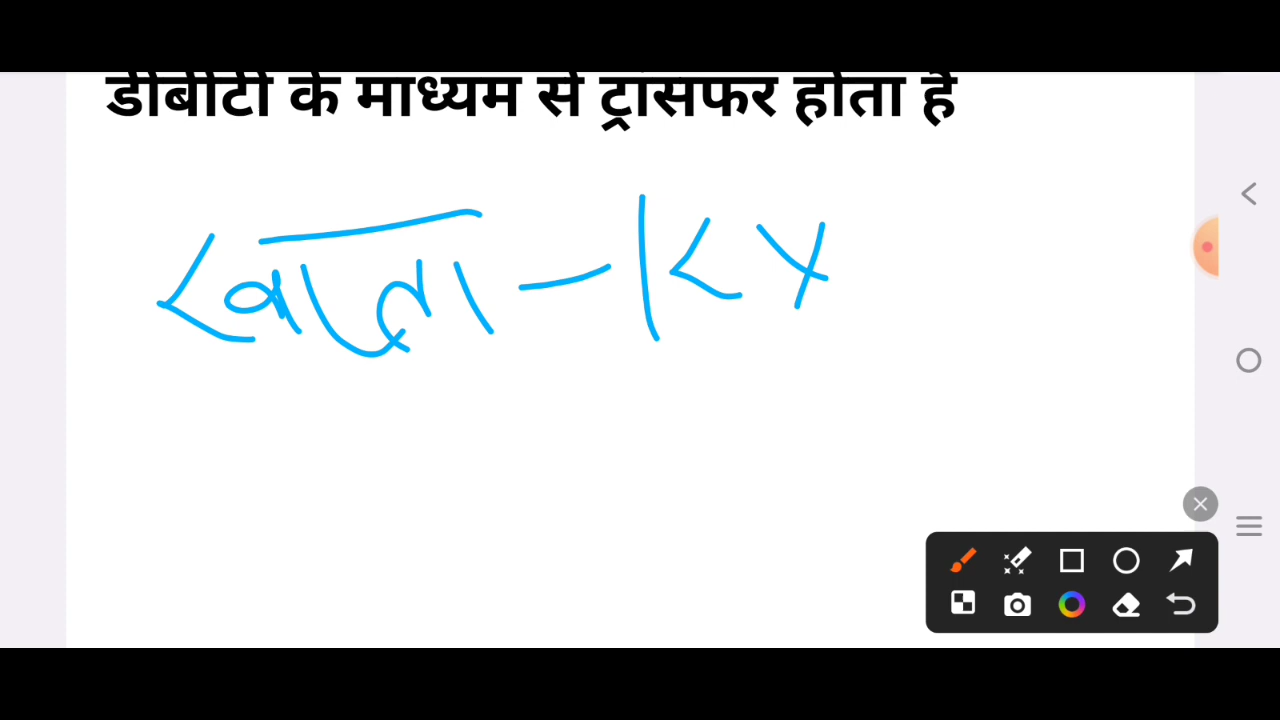 डीबीटी के माध्यम से ट्रांसफर होता है
खाता - KY